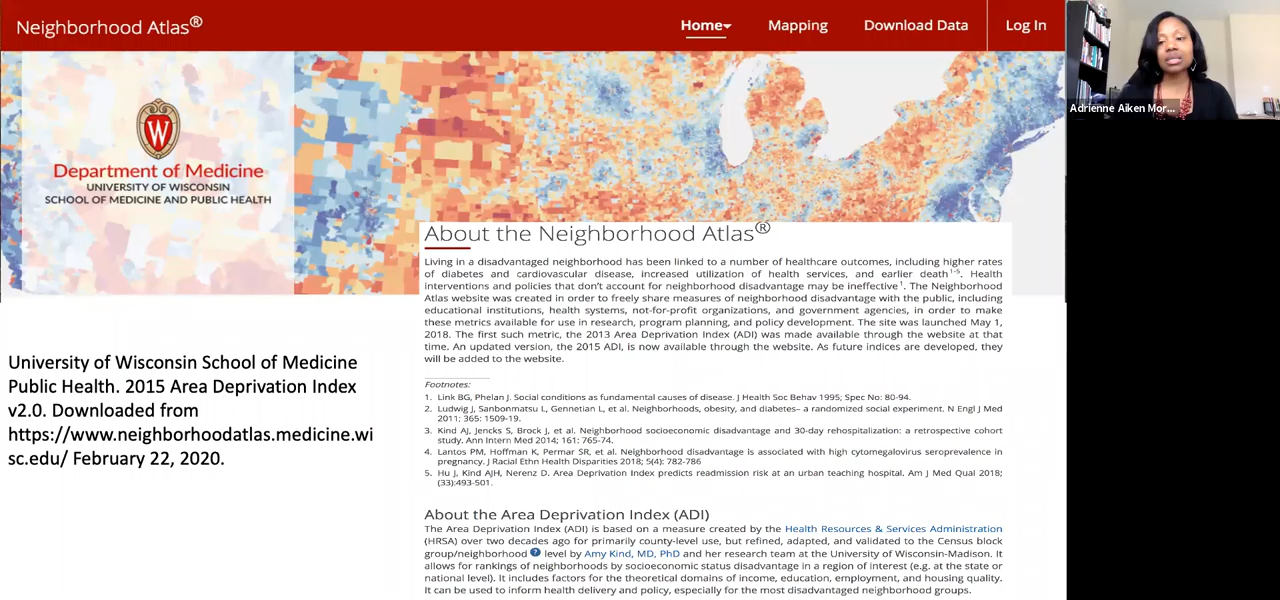 Neighborhood Atlas®
Home
Mapping
Download Data
Log In
Adrienne Aiken Mor...
W
Department of Medicine
UNIVERSITY OF WISCONSIN
SCHOOL OF MEDICINE AND PUBLIC HEALTH
About the Neighborhood Atlas®
Living in a disadvantaged neighborhood has been linked to a number of healthcare outcomes, including higher rates
of diabetes and cardiovascular disease, increased utilization of health services, and earlier death 1-5. Health
interventions and policies that don't account for neighborhood disadvantage may be ineffective 1. The Neighborhood
Atlas website was created in order to freely share measures of neighborhood disadvantage with the public, including
educational institutions, health systems, not-for-profit organizations, and government agencies, in order to make
these metrics available for use in research, program planning, and policy development. The site was launched May 1,
2018. The first such metric, the 2013 Area Deprivation Index (ADI) was made available through the website at that
time. An updated version, the 2015 ADI, is now available through the website. As future indices are developed, they
will be added to the website.
Footnotes:
1. Link BG, Phelan J. Social conditions as fundamental causes of disease. J Health Soc Behav 1995; Spec No: 80-94.
2. Ludwig J, Sanbonmatsu L, Gennetian L, et al. Neighborhoods, obesity, and diabetes– a randomized social experiment. N Engl J Med
2011; 365: 1509-19.
3. Kind AJ, Jencks S, Brock J, et al. Neighborhood socioeconomic disadvantage and 30-day rehospitalization: a retrospective cohort
study. Ann Intern Med 2014; 161: 765-74.
4. Lantos PM, Hoffman K, Permar SR, et al. Neighborhood disadvantage is associated with high cytomegalovirus seroprevalence in
pregnancy. J Racial Ethn Health Disparities 2018; 5(4): 782-786
5. Hu J, Kind AJH, Nerenz D. Area Deprivation Index predicts readmission risk at an urban teaching hospital. Am J Med Qual 2018;
(33):493-501.
University of Wisconsin School of Medicine
Public Health. 2015 Area Deprivation Index
v2.0. Downloaded from
https://www.neighborhoodatlas.medicine.wi
sc.edu/ February 22, 2020.
About the Area Deprivation Index (ADI)
The Area Deprivation Index (ADI) is based on a measure created by the Health Resources & Services Administration
(HRSA) over two decades ago for primarily county-level use, but refined, adapted, and validated to the Census block
group/neighborhood ? level by Amy Kind, MD, PhD and her research team at the University of Wisconsin-Madison. It
allows for rankings of neighborhoods by socioeconomic status disadvantage in a region of interest (e.g. at the state or
national level). It includes factors for the theoretical domains of income, education, employment, and housing quality.
It can be used to inform health delivery and policy, especially for the most disadvantaged neighborhood groups.